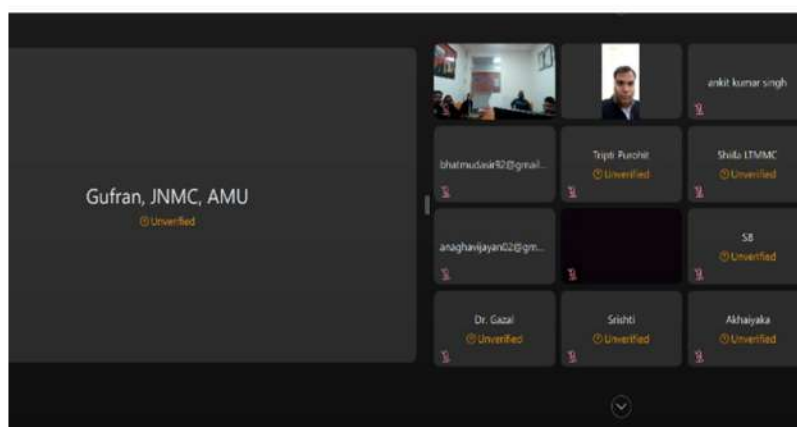 Gufran, JNMC, AMU
Unverified
ankit kumar singh
bhatmudasir92@gmail...
Tripti Purohit
Unverified
Shilla LTMMC
Unverified
anaghavijayan02@gm...
SB
Unverified
Dr. Gazal
Unverified
Srishti
Unverified
Akhaiyaka
Unverified